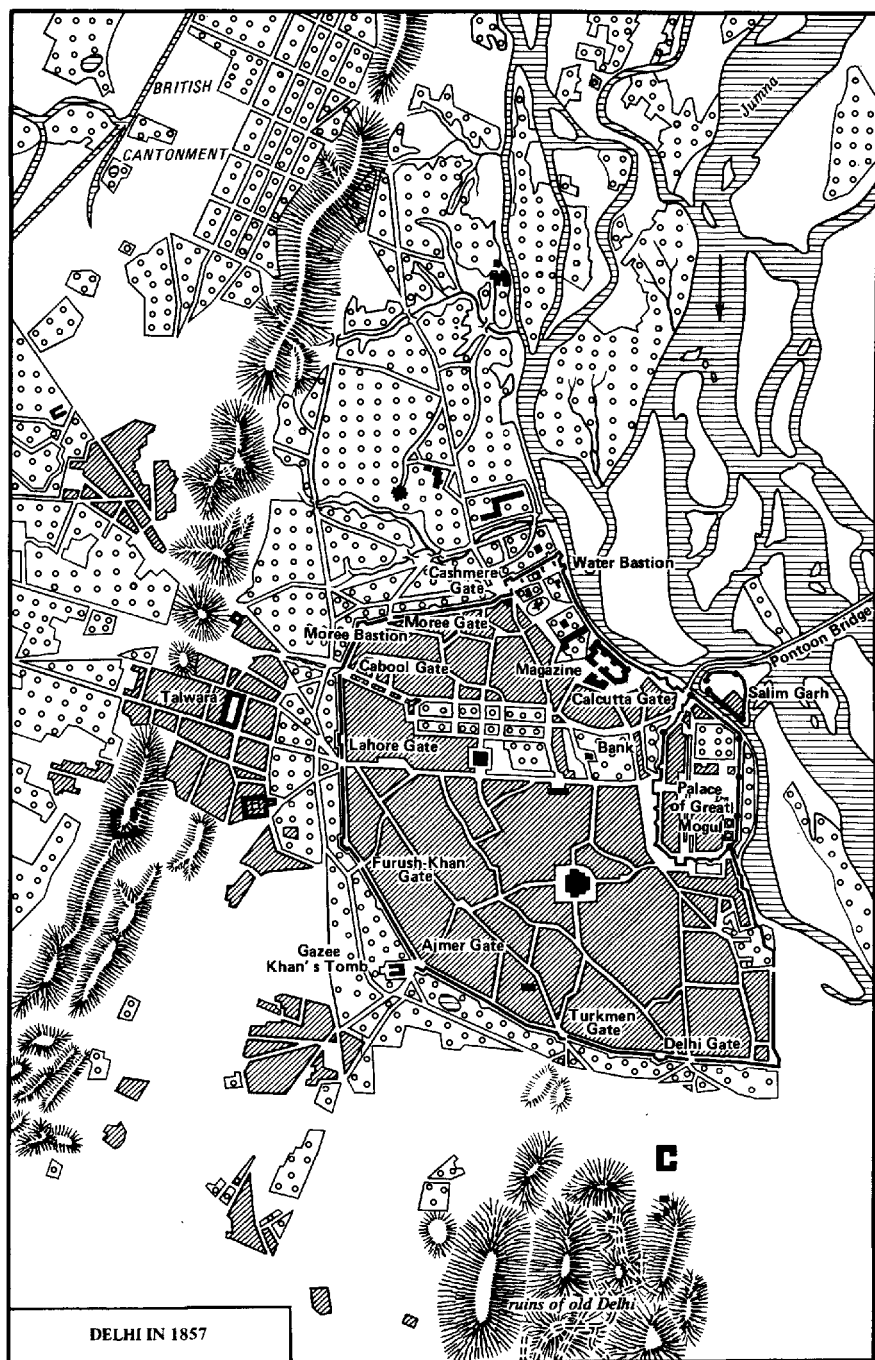 BRITISH
CANTONMENT
Jumna
Water Bastion
Cashmere
Gate
Moree Gate
Moree Bastion
Pontoon Bridge
Cabool Gate
Magazine
Calcutta Gate
Salim Garh
Talwara
Lahore Gate
Bank
Palace
of Great
Mogul
Furush-Khan
Gate
Ajmer Gate
Gazee
Khan's Tomb
Turkmen
Gate
Delhi Gate
ruins of old Delhi
DELHI IN 1857